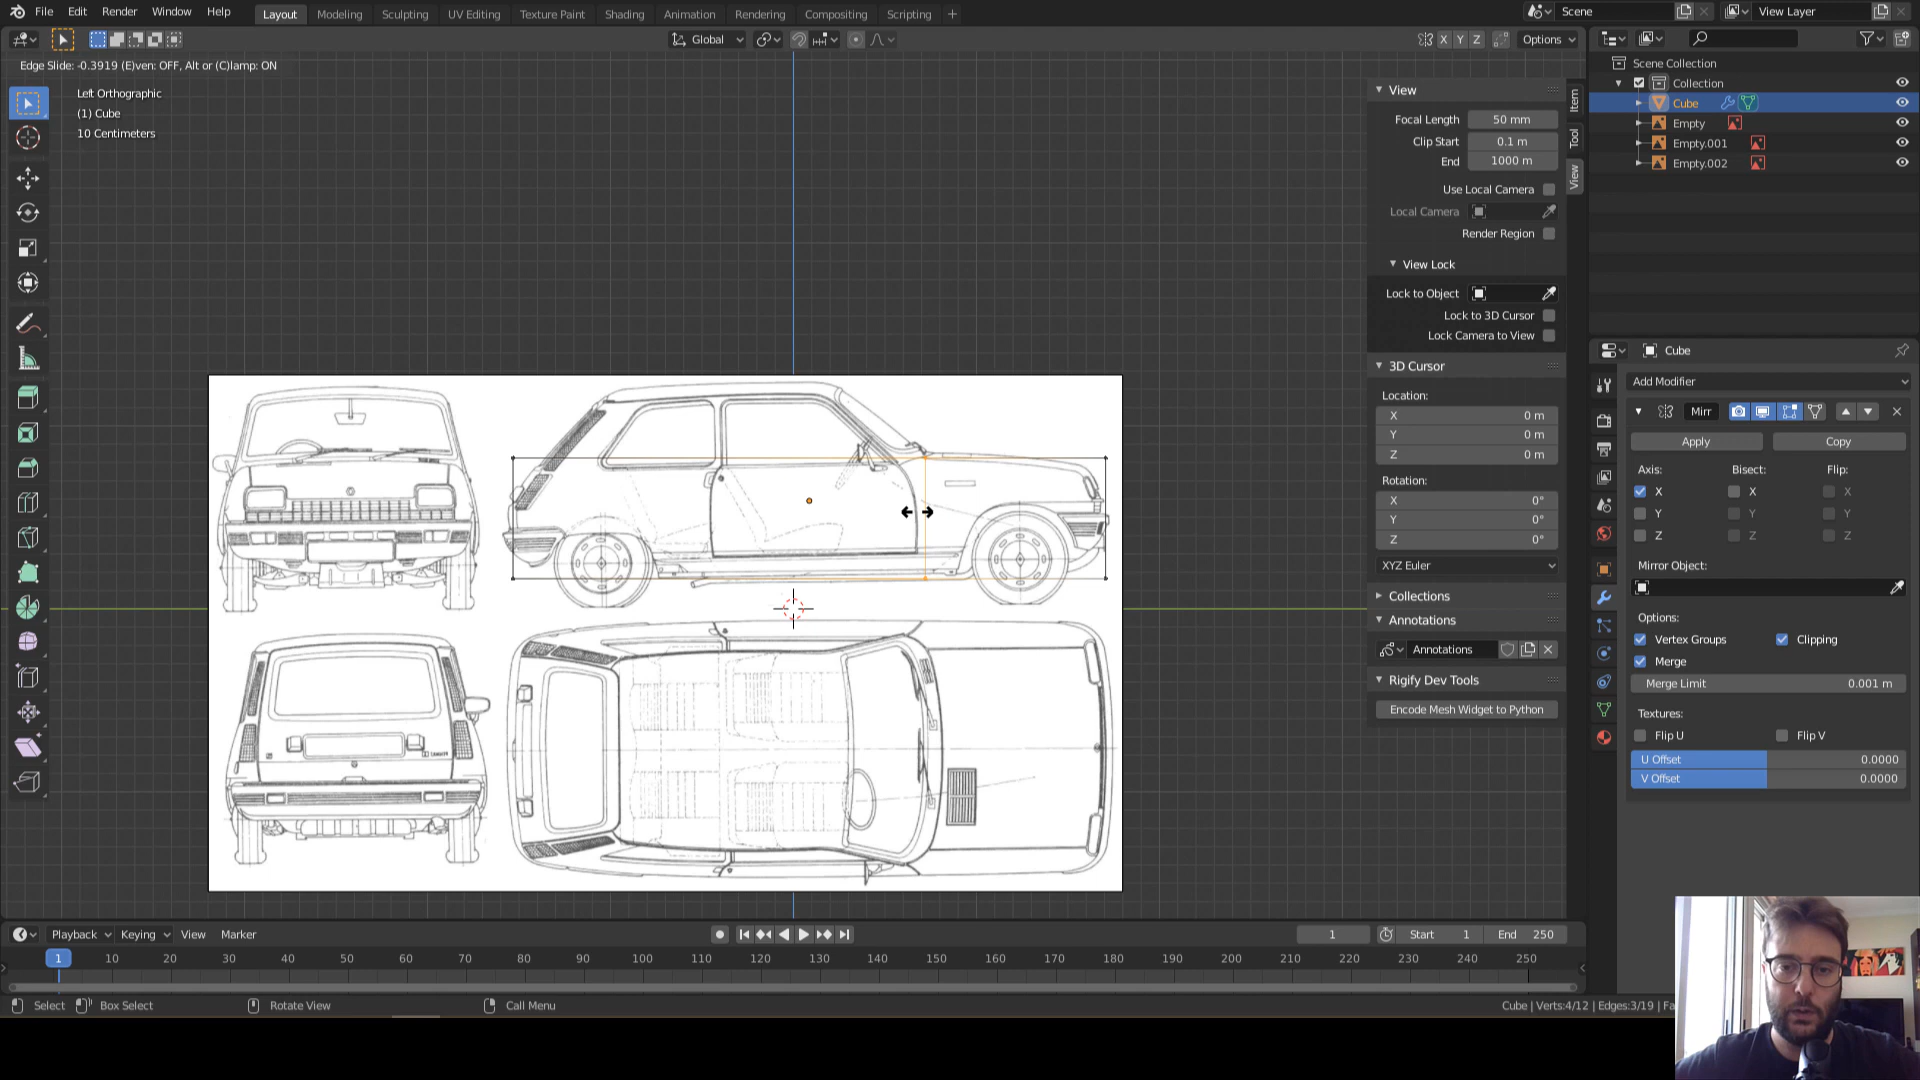 File Edit Render Window Help
Layout Modeling Sculpting UV Editing Texture Paint Shading Animation Rendering Compositing Scripting +
Scene
View Layer
Global
X Y Z
Options
Edge Slide: -0.3919 (E)ven: OFF, Alt or (C)lamp: ON
Left Orthographic
(1) Cube
10 Centimeters
View
Focal Length 50 mm
Clip Start 0.1 m
End 1000 m
Use Local Camera
Local Camera
Render Region
View Lock
Lock to Object
Lock to 3D Cursor
Lock Camera to View
3D Cursor
Location:
X 0 m
Y 0 m
Z 0 m
Rotation:
X 0°
Y 0°
Z 0°
XYZ Euler
Collections
Annotations
Annotations
Rigify Dev Tools
Encode Mesh Widget to Python
Item
Tool
View
Scene Collection
Collection
Cube
Empty
Empty.001
Empty.002
Cube
Add Modifier
Mirr
Apply Copy
Axis: Bisect: Flip:
X X X
Y Y Y
Z Z Z
Mirror Object:
Options:
Vertex Groups Clipping
Merge
Merge Limit 0.001 m
Textures:
Flip U Flip V
U Offset 0.0000
V Offset 0.0000
Playback Keying View Marker
1 Start 1 End 250
1 10 20 30 40 50 60 70 80 90 100 110 120 130 140 150 160 170 180 190 200 210 220 230 240 250
Select Box Select Rotate View Call Menu
Cube | Verts:4/12 | Edges:3/19 | Fa